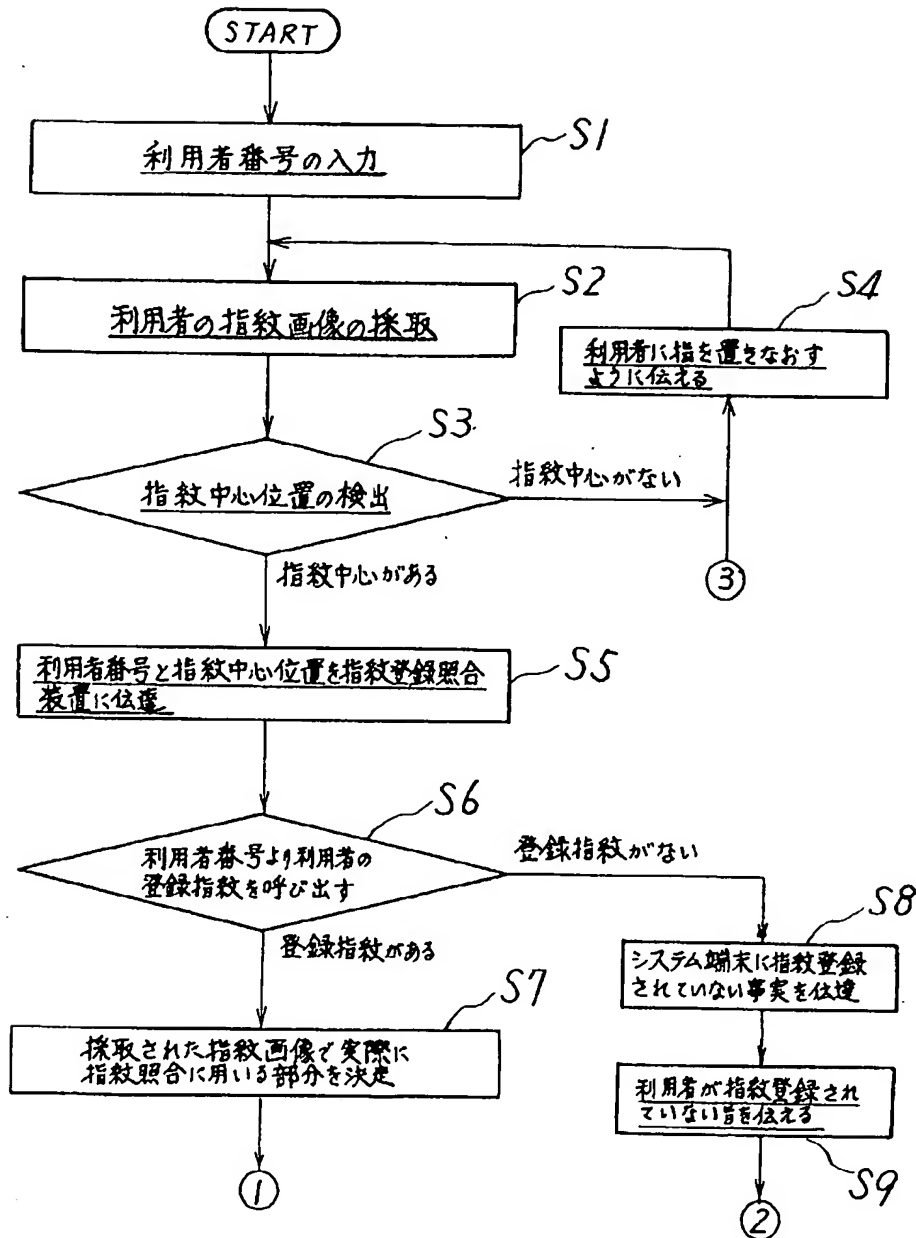 START
利用者番号の入力
S1
利用者の指紋画像の採取
S2
利用者に指を置きなおす
ように伝える
S4
指紋中心位置の検出
S3
指紋中心がない
指紋中心がある
③
利用者番号と指紋中心位置を指紋登録照合
装置に伝達
S5
利用者番号より利用者の
登録指紋を呼び出す
S6
登録指紋がない
登録指紋がある
システム端末に指紋登録
されていない事実を伝達
S8
採取された指紋画像で実際に
指紋照合に用いる部分を決定
S7
利用者が指紋登録され
ていない旨を伝える
S9
①
②